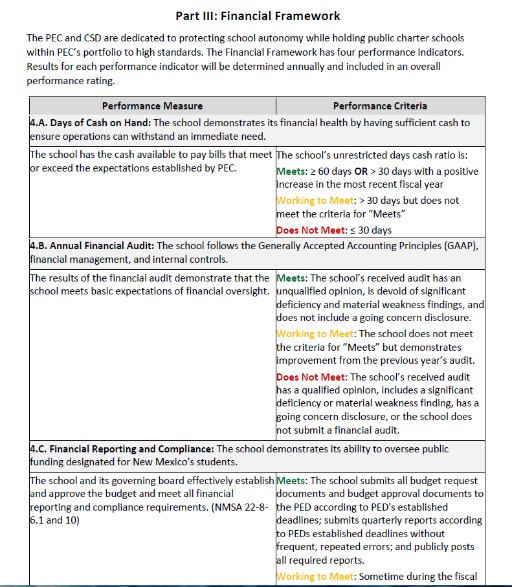 Part III: Financial Framework
The PEC and CSD are dedicated to protecting school autonomy while holding public charter schools
within PEC's portfolio to high standards. The Financial Framework has four performance indicators.
Results for each performance indicator will be determined annually and included in an overall
performance rating.
Performance Measure
Performance Criteria
4.A. Days of Cash on Hand: The school demonstrates its financial health by having sufficient cash to
ensure operations can withstand an immediate need.
The school has the cash available to pay bills that meet
or exceed the expectations established by PEC.
The school's unrestricted days cash ratio is:
Meets: ≥ 60 days OR > 30 days with a positive
increase in the most recent fiscal year
Working to Meet: > 30 days but does not
meet the criteria for "Meets"
Does Not Meet: ≤ 30 days
4.B. Annual Financial Audit: The school follows the Generally Accepted Accounting Principles (GAAP),
financial management, and internal controls.
The results of the financial audit demonstrate that the
school meets basic expectations of financial oversight.
Meets: The school's received audit has an
unqualified opinion, is devoid of significant
deficiency and material weakness findings, and
does not include a going concern disclosure.
Working to Meet: The school does not meet
the criteria for "Meets" but demonstrates
improvement from the previous year's audit.
Does Not Meet: The school's received audit
has a qualified opinion, includes a significant
deficiency or material weakness finding, has a
going concern disclosure, or the school does
not submit a financial audit.
4.C. Financial Reporting and Compliance: The school demonstrates its ability to oversee public
funding designated for New Mexico's students.
The school and its governing board effectively establish
and approve the budget and meet all financial
reporting and compliance requirements. (NMSA 22-8-
6.1 and 10)
Meets: The school submits all budget request
documents and budget approval documents to
the PED according to PED's established
deadlines; submits quarterly reports according
to PEDs established deadlines without
frequent, repeated errors; and publicly posts
all required reports.
Working to Meet: Sometime during the fiscal